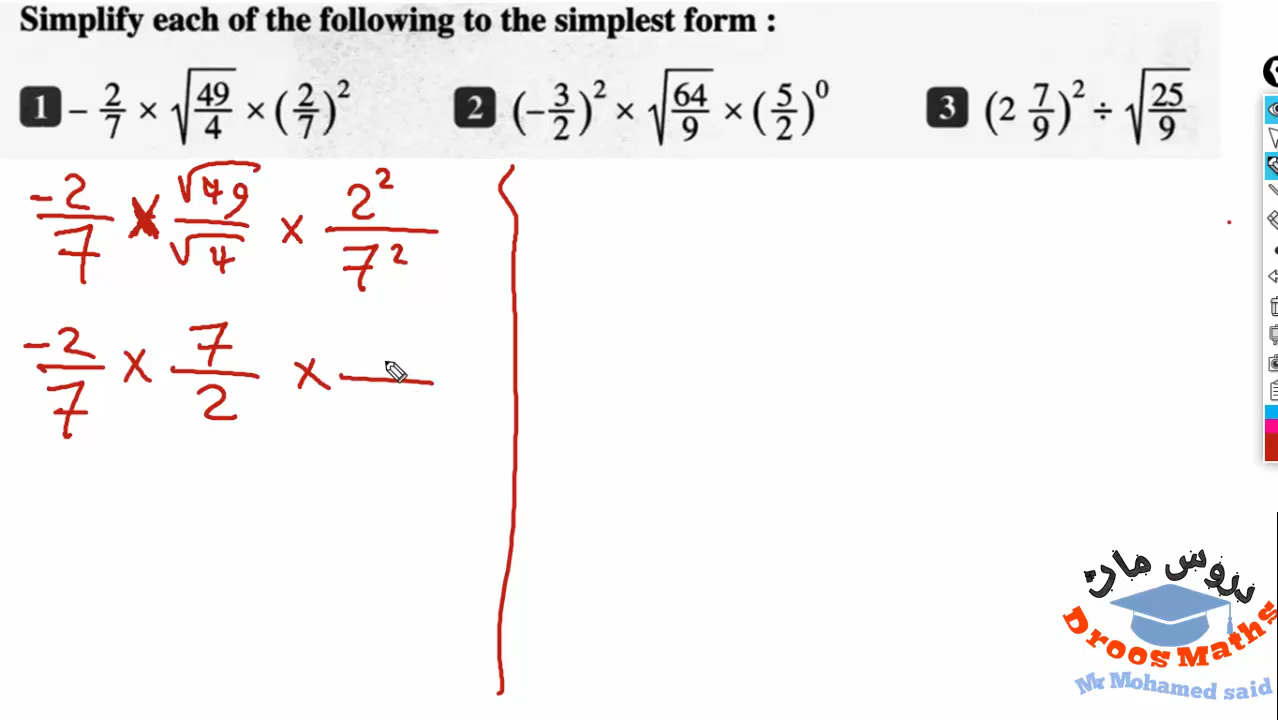 Simplify each of the following to the simplest form :
1 - 2/7 × √(49/4) × (2/7)² 2 (-3/2)² × √(64/9) × (5/2)⁰ 3 (2 7/9)² ÷ √(25/9)
-2/7 × √49/√4 × 2²/7²
-2/7 × 7/2 ×
دروس ماث
Droos Maths
Mr Mohamed said